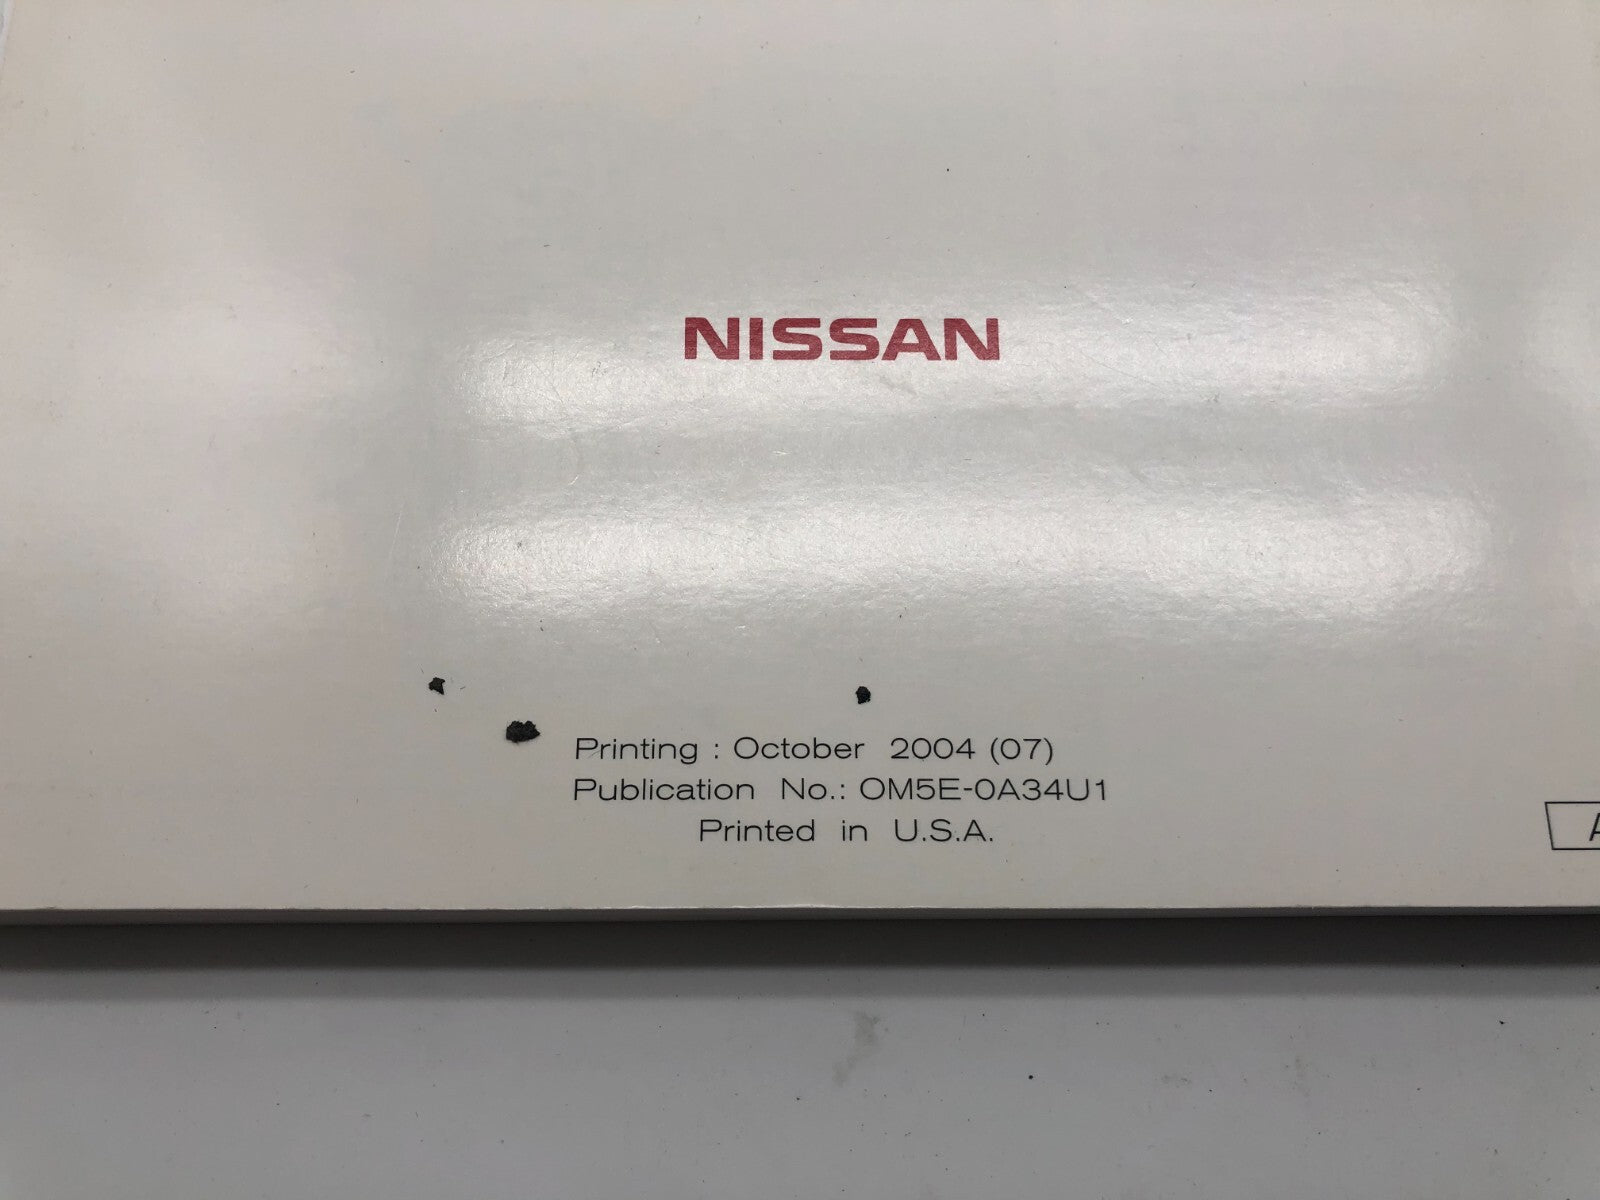 NISSAN
Printing : October 2004 (07)
Publication No.: OM5E-0A34U1
Printed in U.S.A.